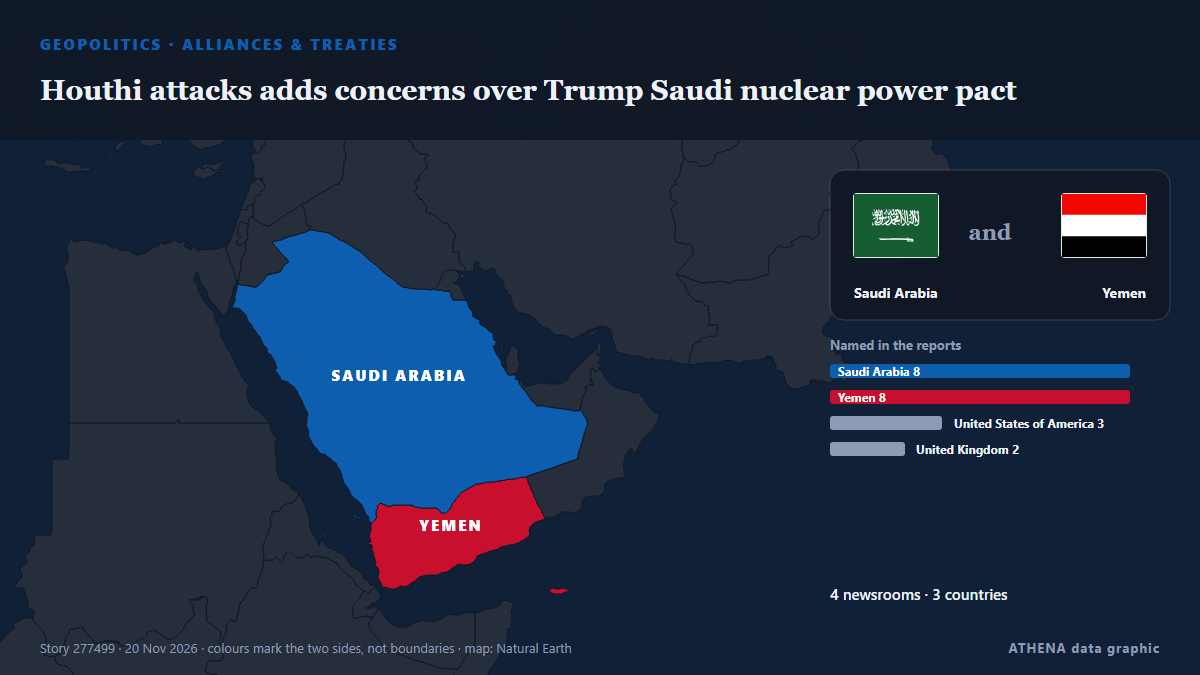 GEOPOLITICS · ALLIANCES & TREATIES
Houthi attacks adds concerns over Trump Saudi nuclear power pact
and
Saudi Arabia
Yemen
Named in the reports
Saudi Arabia 8
Yemen 8
United States of America 3
United Kingdom 2
SAUDI ARABIA
YEMEN
4 newsrooms · 3 countries
Story 277499 · 20 Nov 2026 · colours mark the two sides, not boundaries · map: Natural Earth
ATHENA data graphic